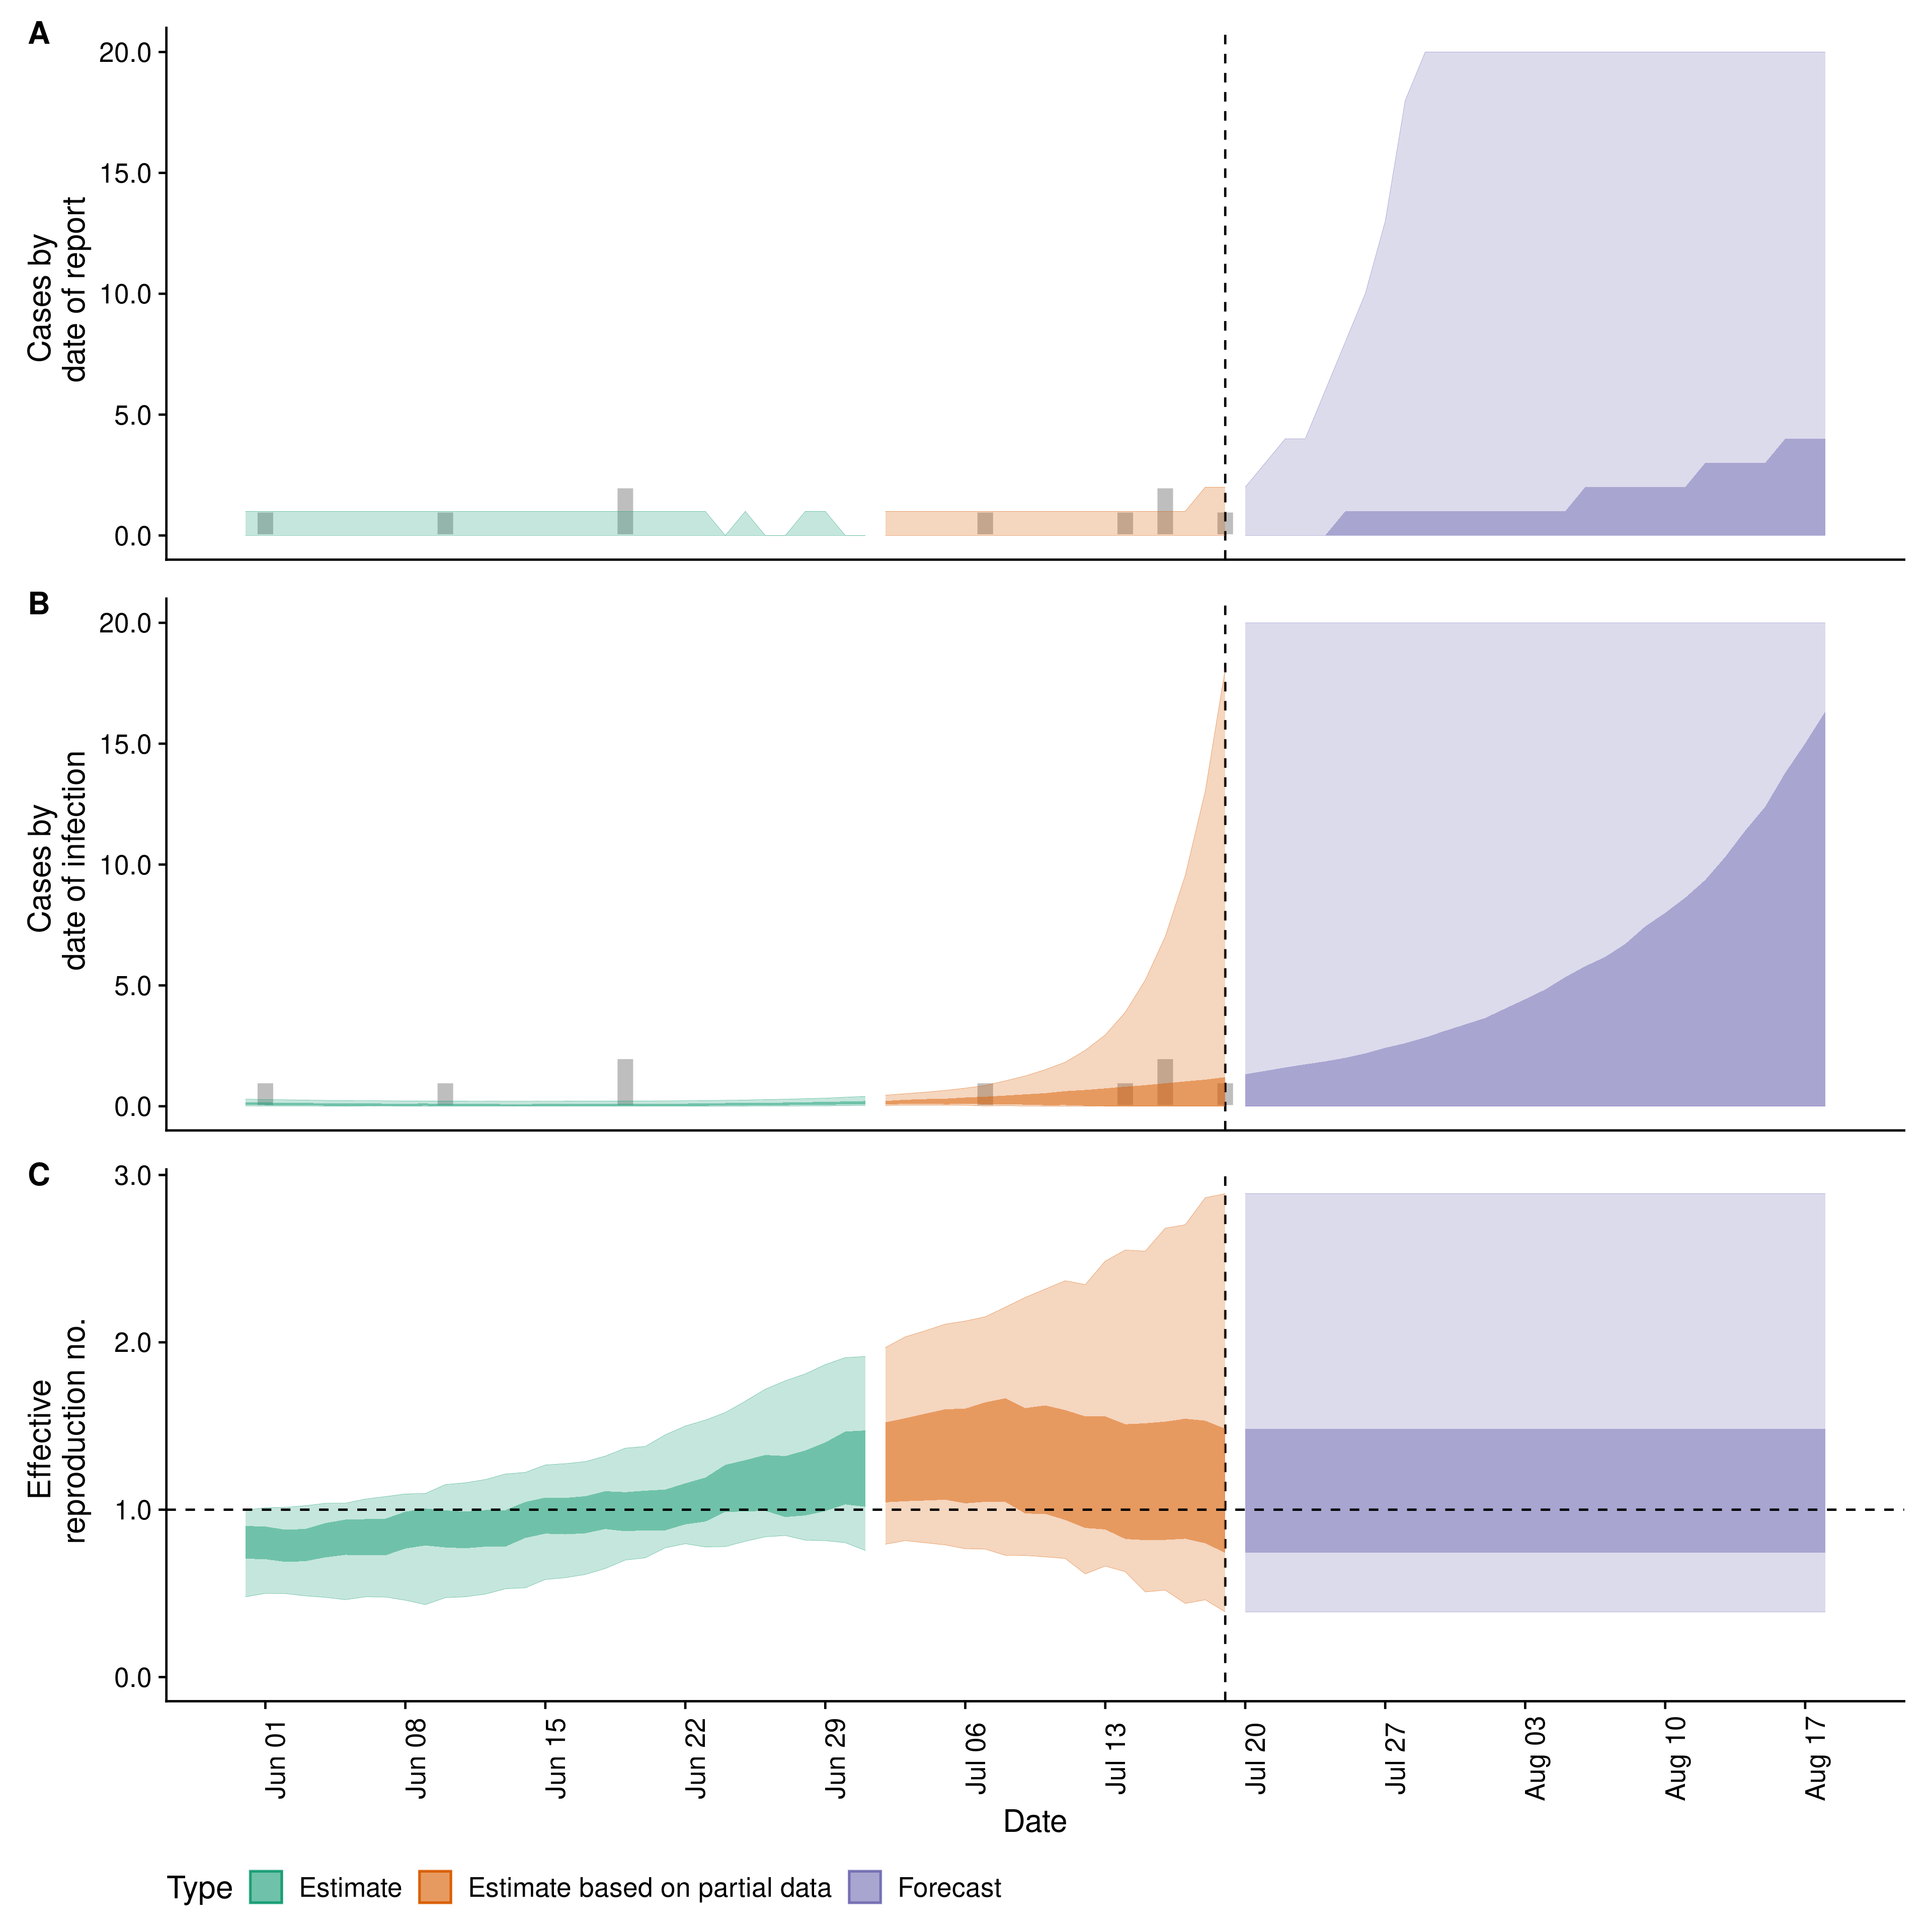 A
20.0
15.0
10.0
5.0
0.0
Cases by
date of report
B
20.0
15.0
10.0
5.0
0.0
Cases by
date of infection
C
3.0
2.0
1.0
0.0
Effective
reproduction no.
Jun 01
Jun 08
Jun 15
Jun 22
Jun 29
Jul 06
Jul 13
Jul 20
Jul 27
Aug 03
Aug 10
Aug 17
Date
Type Estimate Estimate based on partial data Forecast